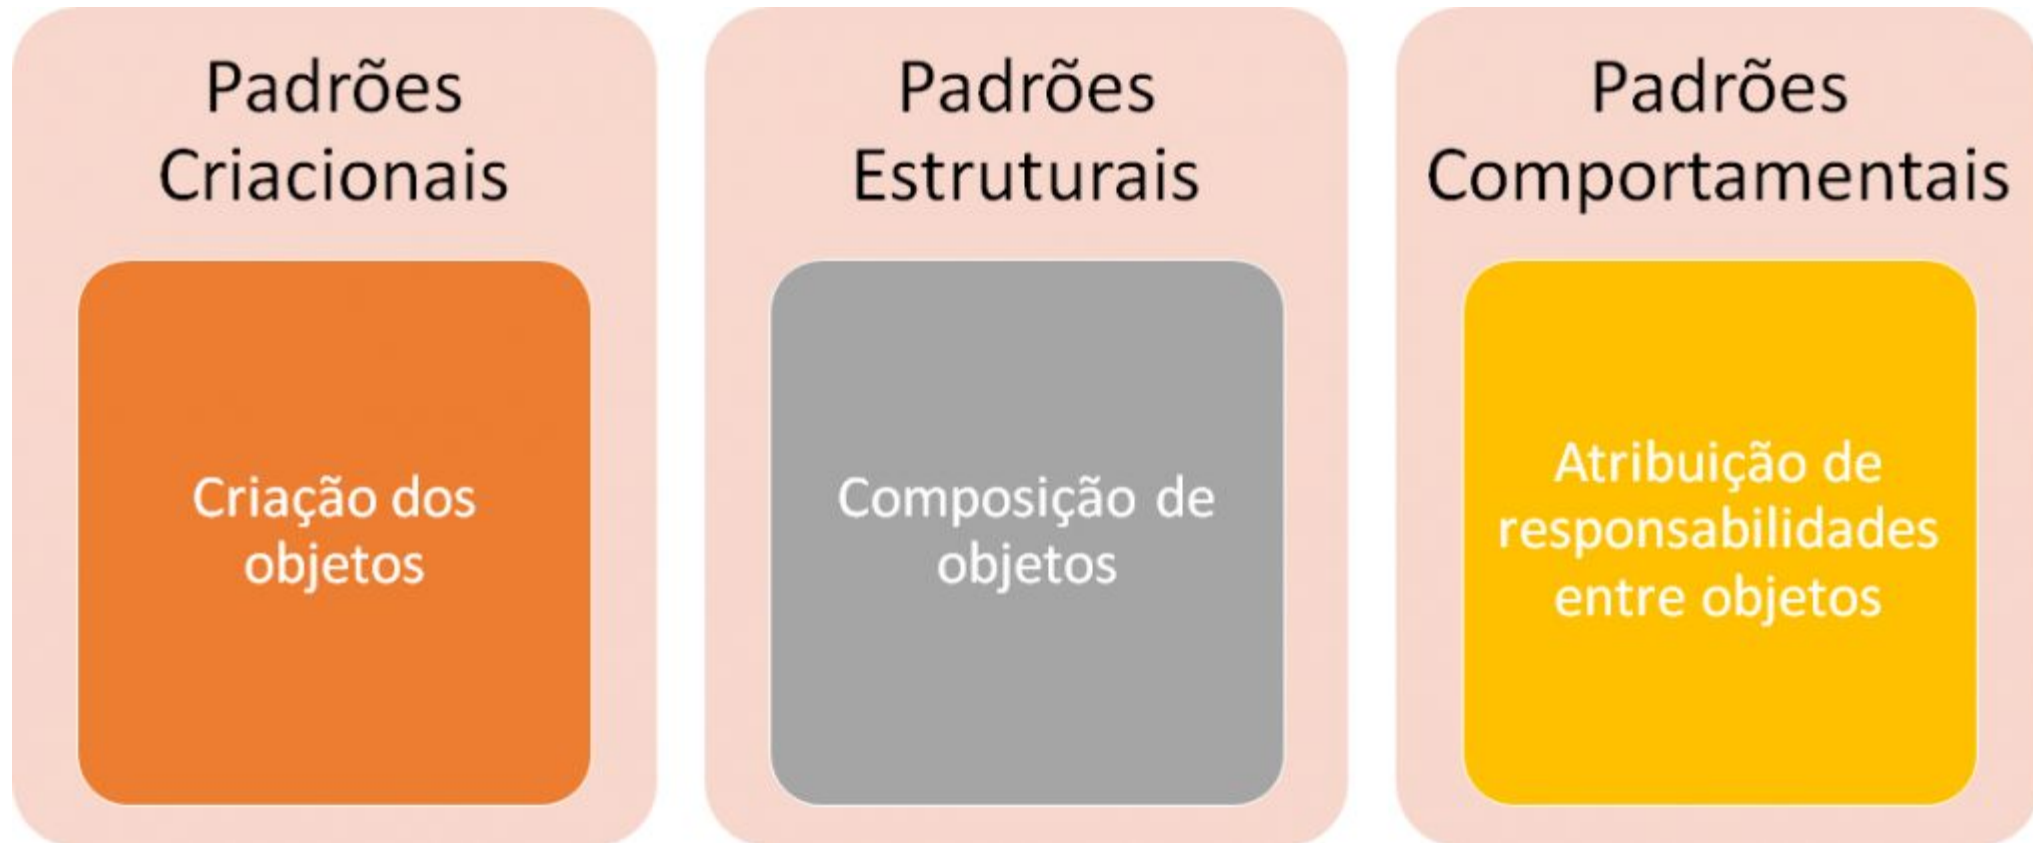 Padrões
Criacionais
Criação dos
objetos
Padrões
Estruturais
Composição de
objetos
Padrões
Comportamentais
Atribuição de
responsabilidades
entre objetos